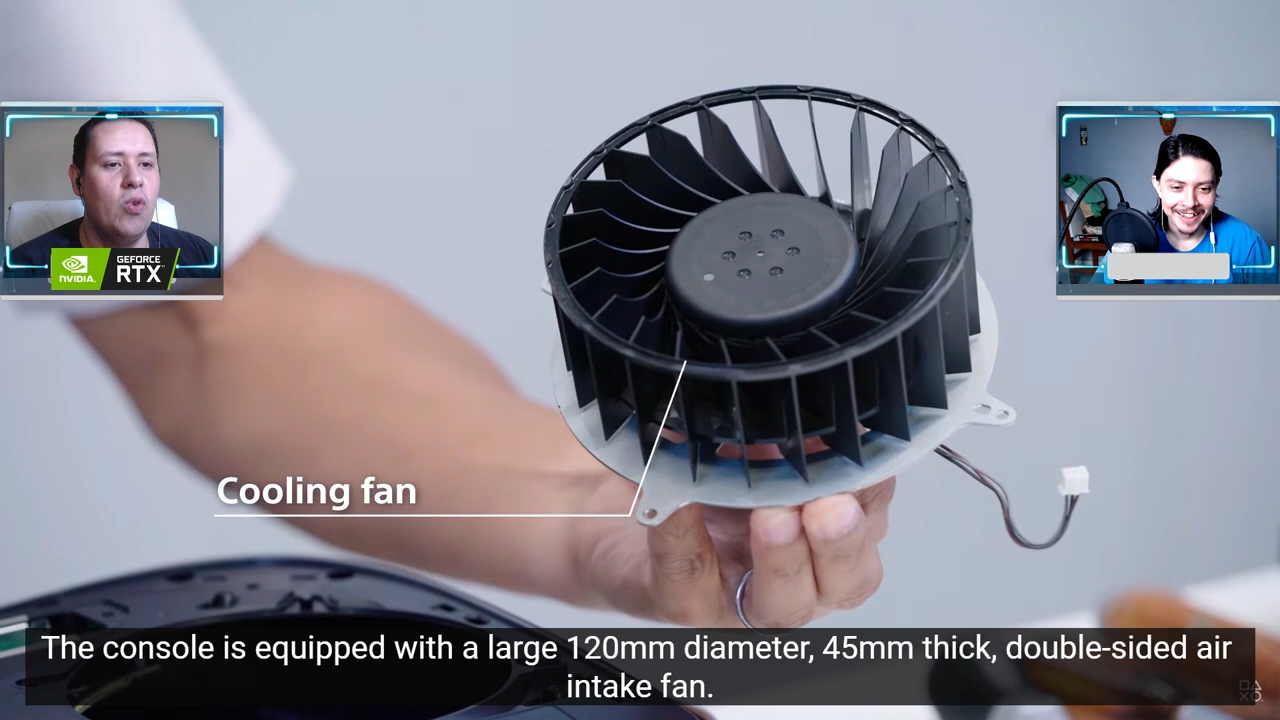 NVIDIA.
GEFORCE
RTX™
Cooling fan
The console is equipped with a large 120mm diameter, 45mm thick, double-sided air
intake fan.